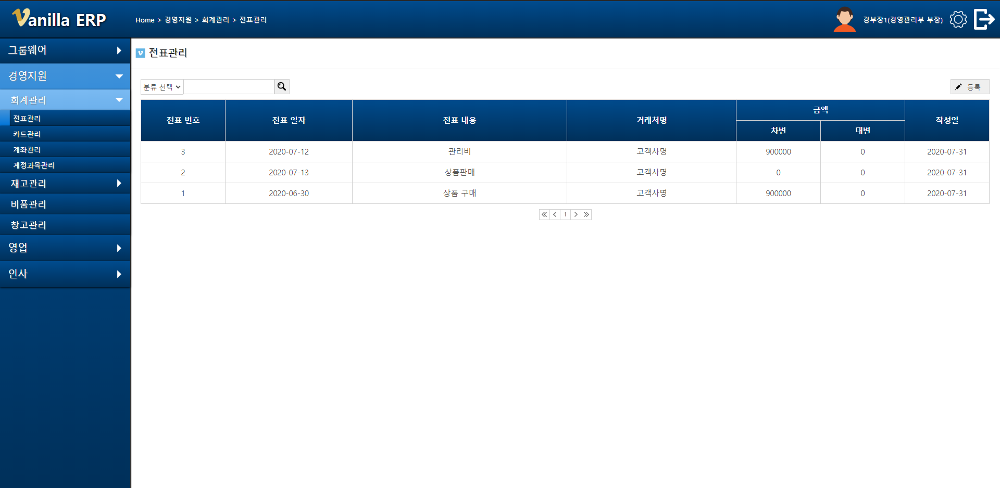 Vanilla ERP
Home > 경영지원 > 회계관리 > 전표관리
경부장1(경영관리부 부장)
그룹웨어
경영지원
회계관리
전표관리
카드관리
계좌관리
계정과목관리
재고관리
비품관리
창고관리
영업
인사
전표관리
분류 선택
등록
전표 번호 전표 일자 전표 내용 거래처명 금액 작성일
차변 대변
3 2020-07-12 관리비 고객사명 900000 0 2020-07-31
2 2020-07-13 상품판매 고객사명 0 0 2020-07-31
1 2020-06-30 상품 구매 고객사명 900000 0 2020-07-31
1